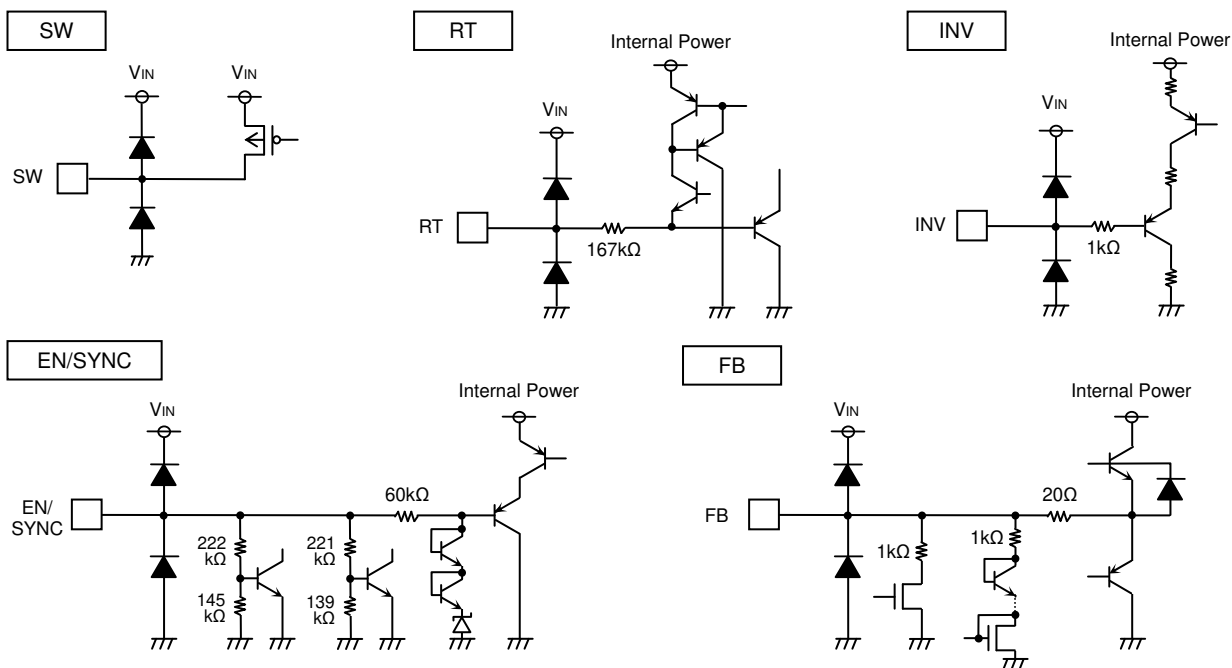 SW
VIN
VIN
SW
RT
Internal Power
VIN
RT
167kΩ
INV
Internal Power
VIN
INV
1kΩ
EN/SYNC
Internal Power
VIN
EN/
SYNC
60kΩ
222
kΩ
145
kΩ
221
kΩ
139
kΩ
FB
Internal Power
VIN
FB
20Ω
1kΩ
1kΩ